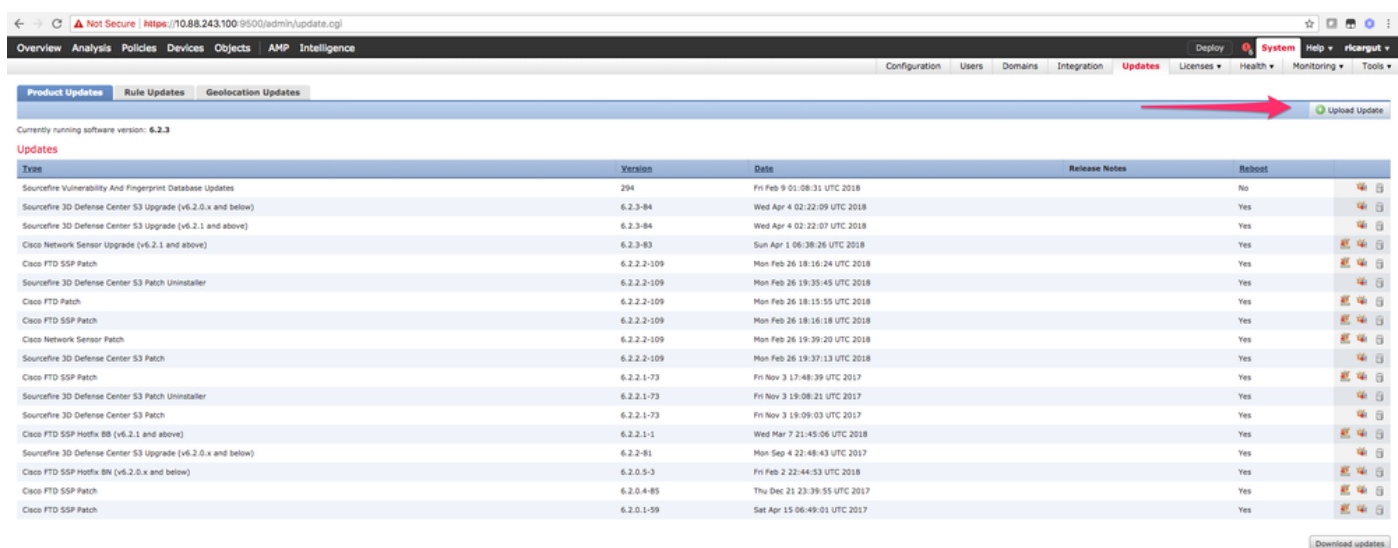 Not Secure | https://10.88.243.100:9500/admin/update.cgi
Overview Analysis Policies Devices Objects AMP Intelligence Deploy System Help ricargut
Configuration Users Domains Integration Updates Licenses Health Monitoring Tools
Product Updates Rule Updates Geolocation Updates
Upload Update
Currently running software version: 6.2.3
Updates
Type Version Date Release Notes Reboot
Sourcefire Vulnerability And Fingerprint Database Updates 294 Fri Feb 9 01:08:31 UTC 2018 No
Sourcefire 3D Defense Center S3 Upgrade (v6.2.0.x and below) 6.2.3-84 Wed Apr 4 02:22:09 UTC 2018 Yes
Sourcefire 3D Defense Center S3 Upgrade (v6.2.1 and above) 6.2.3-84 Wed Apr 4 02:22:07 UTC 2018 Yes
Cisco Network Sensor Upgrade (v6.2.1 and above) 6.2.3-83 Sun Apr 1 06:38:26 UTC 2018 Yes
Cisco FTD SSP Patch 6.2.2.2-109 Mon Feb 26 18:16:24 UTC 2018 Yes
Sourcefire 3D Defense Center S3 Patch Uninstaller 6.2.2.2-109 Mon Feb 26 19:35:45 UTC 2018 Yes
Cisco FTD Patch 6.2.2.2-109 Mon Feb 26 18:15:55 UTC 2018 Yes
Cisco FTD SSP Patch 6.2.2.2-109 Mon Feb 26 18:16:18 UTC 2018 Yes
Cisco Network Sensor Patch 6.2.2.2-109 Mon Feb 26 19:39:20 UTC 2018 Yes
Sourcefire 3D Defense Center S3 Patch 6.2.2.2-109 Mon Feb 26 19:37:13 UTC 2018 Yes
Cisco FTD SSP Patch 6.2.2.1-73 Fri Nov 3 17:48:39 UTC 2017 Yes
Sourcefire 3D Defense Center S3 Patch Uninstaller 6.2.2.1-73 Fri Nov 3 19:08:21 UTC 2017 Yes
Sourcefire 3D Defense Center S3 Patch 6.2.2.1-73 Fri Nov 3 19:09:03 UTC 2017 Yes
Cisco FTD SSP Hotfix BB (v6.2.1 and above) 6.2.2.1-1 Wed Mar 7 21:45:06 UTC 2018 Yes
Sourcefire 3D Defense Center S3 Upgrade (v6.2.0.x and below) 6.2.2-81 Mon Sep 4 22:48:43 UTC 2017 Yes
Cisco FTD SSP Hotfix BN (v6.2.0.x and below) 6.2.0.5-3 Fri Feb 2 22:44:53 UTC 2018 Yes
Cisco FTD SSP Patch 6.2.0.4-85 Thu Dec 21 23:39:55 UTC 2017 Yes
Cisco FTD SSP Patch 6.2.0.1-59 Sat Apr 15 06:49:01 UTC 2017 Yes
Download updates